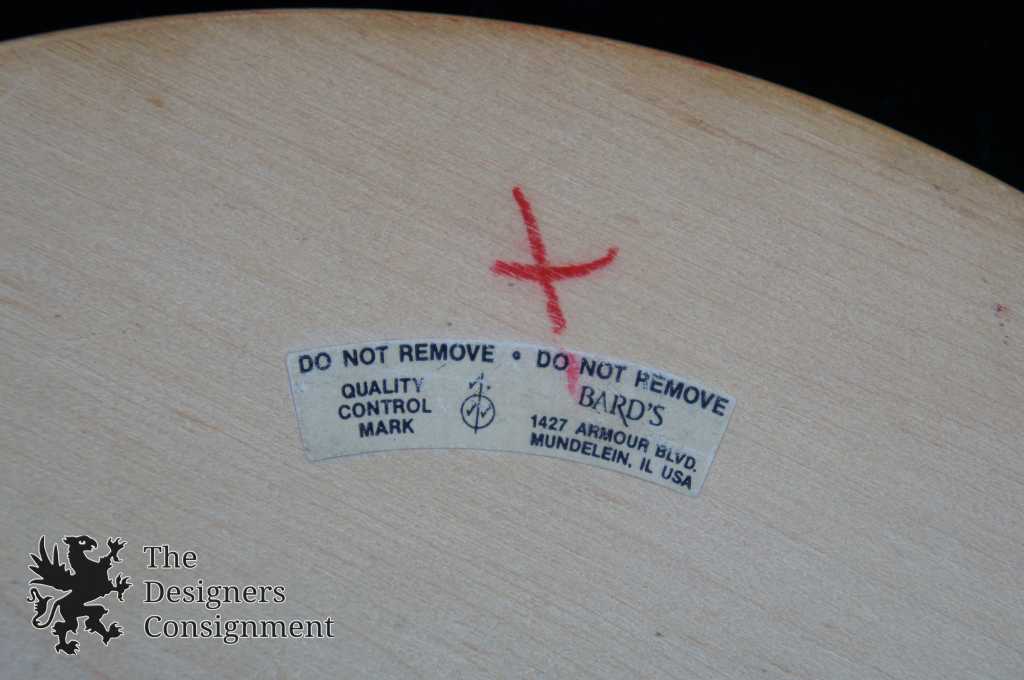 DO NOT REMOVE • DO NOT REMOVE
QUALITY
CONTROL
MARK
BARD'S
1427 ARMOUR BLVD.
MUNDELEIN, IL USA
The
Designers
Consignment